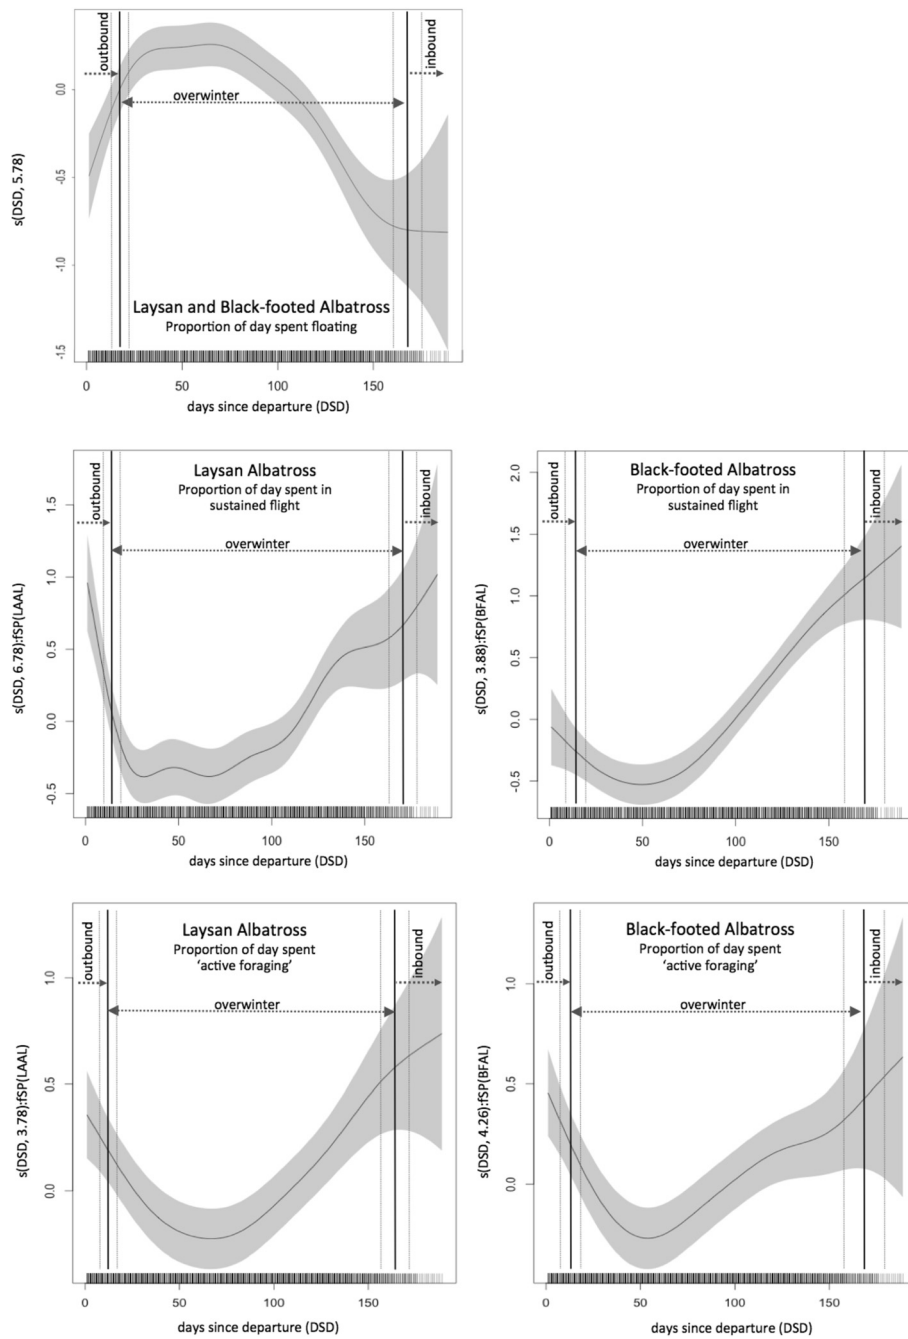 outbound
inbound
overwinter
0.0
-0.5
-1.0
-1.5
s(DSD, 5.78)
Laysan and Black-footed Albatross
Proportion of day spent floating
0 50 100 150
days since departure (DSD)
outbound
Laysan Albatross
Proportion of day spent in
sustained flight
inbound
overwinter
1.5
1.0
0.5
0.0
-0.5
s(DSD, 6.78):fSP(LAAL)
0 50 100 150
days since departure (DSD)
outbound
Black-footed Albatross
Proportion of day spent in
sustained flight
inbound
overwinter
2.0
1.5
1.0
0.5
0.0
-0.5
s(DSD, 3.88):fSP(BFAL)
0 50 100 150
days since departure (DSD)
outbound
Laysan Albatross
Proportion of day spent
‘active foraging’
inbound
overwinter
1.0
0.5
0.0
s(DSD, 3.78):fSP(LAAL)
0 50 100 150
days since departure (DSD)
outbound
Black-footed Albatross
Proportion of day spent
‘active foraging’
inbound
overwinter
1.0
0.5
0.0
s(DSD, 4.26):fSP(BFAL)
0 50 100 150
days since departure (DSD)